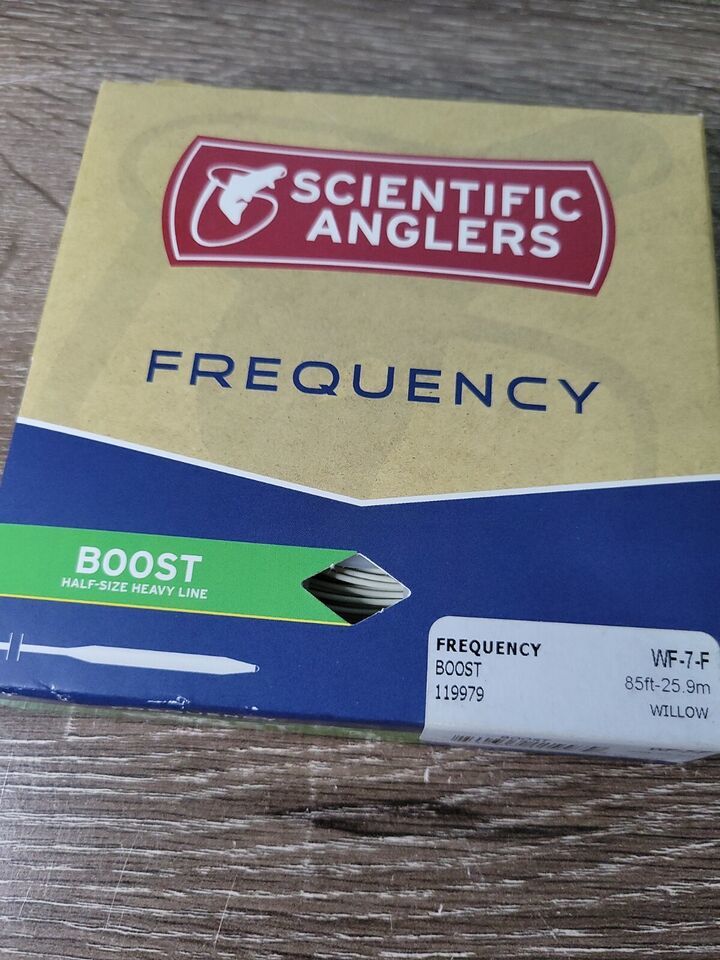 SCIENTIFIC
ANGLERS
FREQUENCY
BOOST
HALF-SIZE HEAVY LINE
FREQUENCY
BOOST
119979
WF-7-F
85ft-25.9m
WILLOW